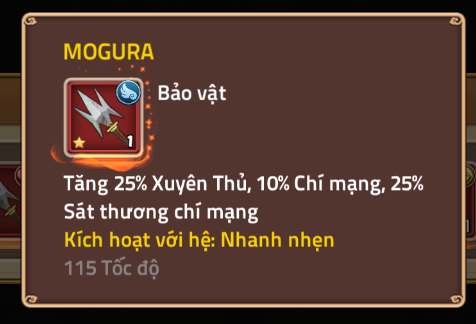 MOGURA
Bảo vật
1
Tăng 25% Xuyên Thủ, 10% Chí mạng, 25%
Sát thương chí mạng
Kích hoạt với hệ: Nhanh nhẹn
115 Tốc độ